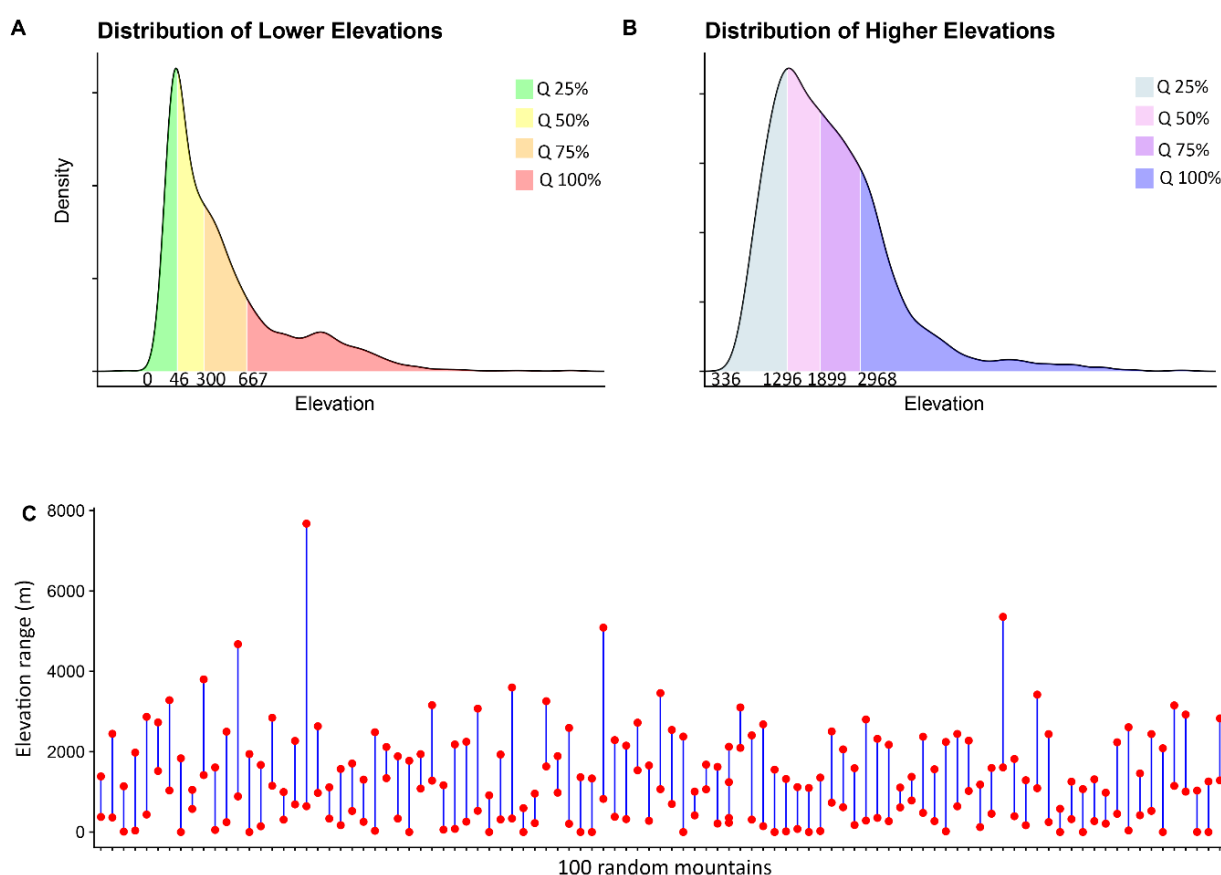 A
Distribution of Lower Elevations
Q 25%
Q 50%
Q 75%
Q 100%
Density
0 46 300 667
Elevation
B
Distribution of Higher Elevations
Q 25%
Q 50%
Q 75%
Q 100%
336 1296 1899 2968
Elevation
C
8000
6000
4000
2000
0
Elevation range (m)
100 random mountains